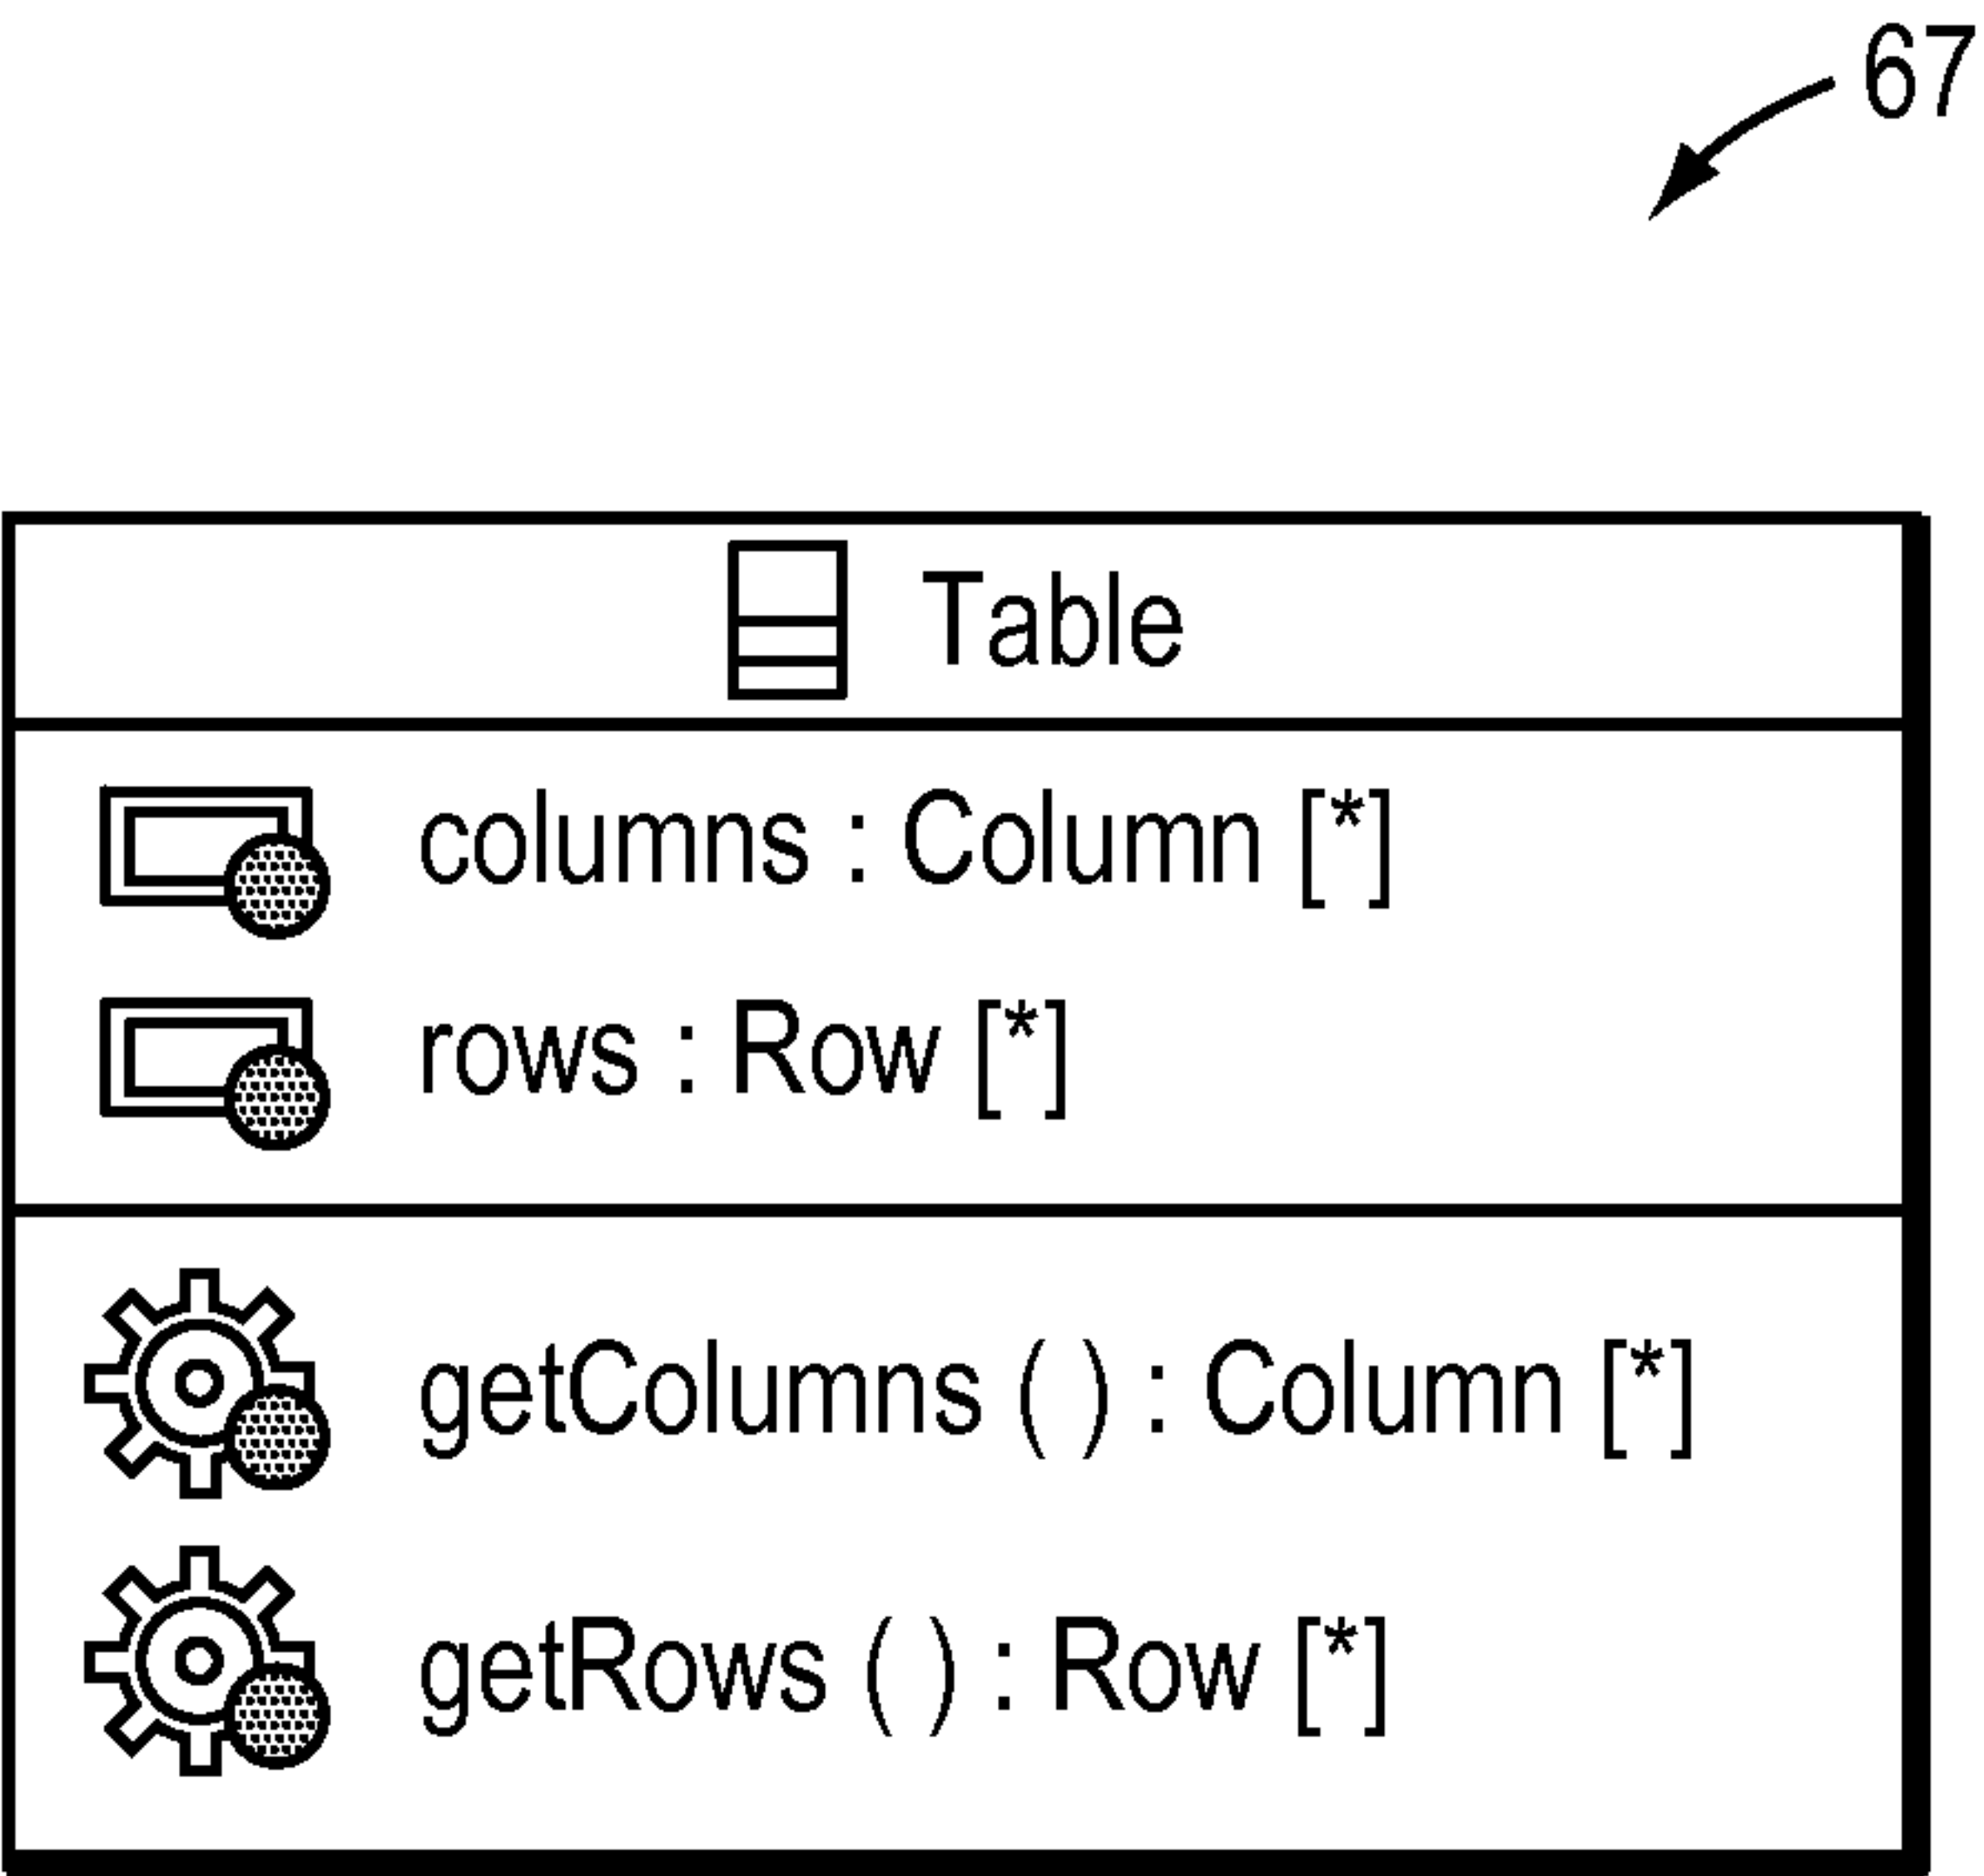 67
Table
columns : Column [*]
rows : Row [*]
getColumns ( ) : Column [*]
getRows ( ) : Row [*]